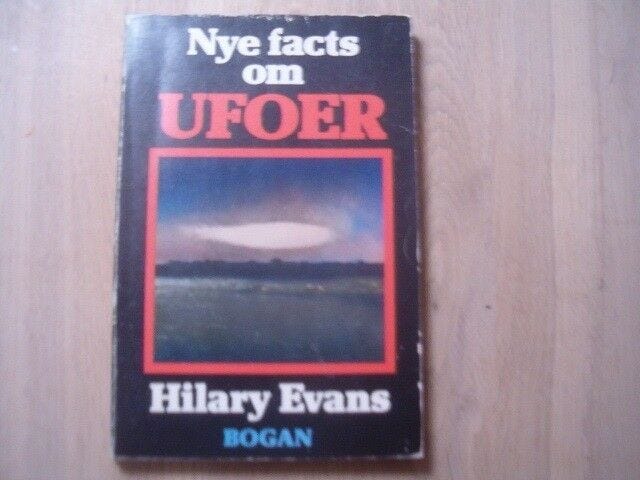 Nye facts
om
UFOER
Hilary Evans
BOGAN